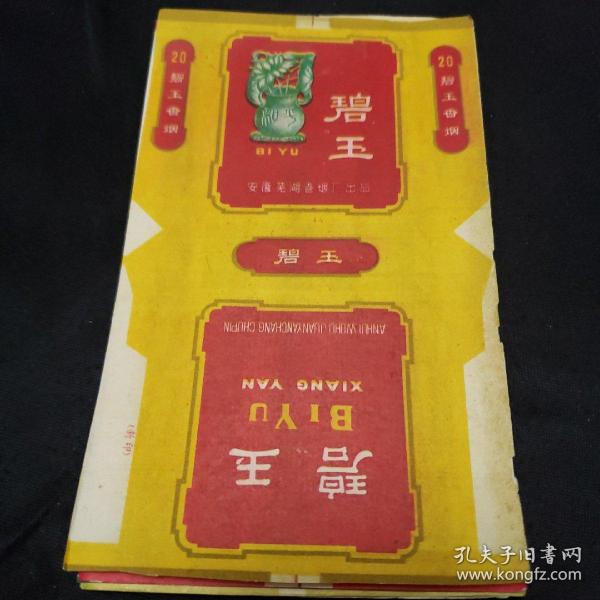 20 碧玉香烟
20 碧玉香烟
碧玉
BI YU
安徽芜湖卷烟厂出品
碧玉
ANHUI WUHU JUANYANCHANG CHUPIN
XIANG YAN
BI YU
碧玉
孔夫子旧书网
www.kongfz.com